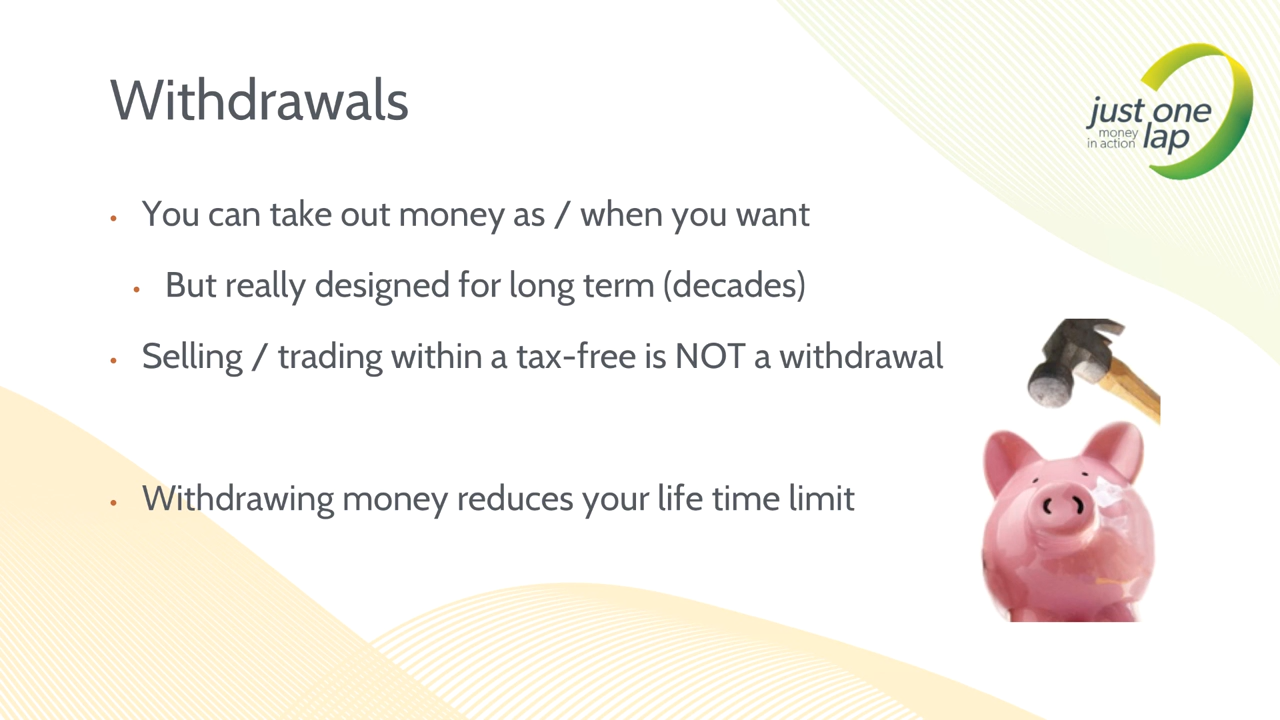 Withdrawals
just one
money
in action
lap
• You can take out money as / when you want
• But really designed for long term (decades)
• Selling / trading within a tax-free is NOT a withdrawal
• Withdrawing money reduces your life time limit